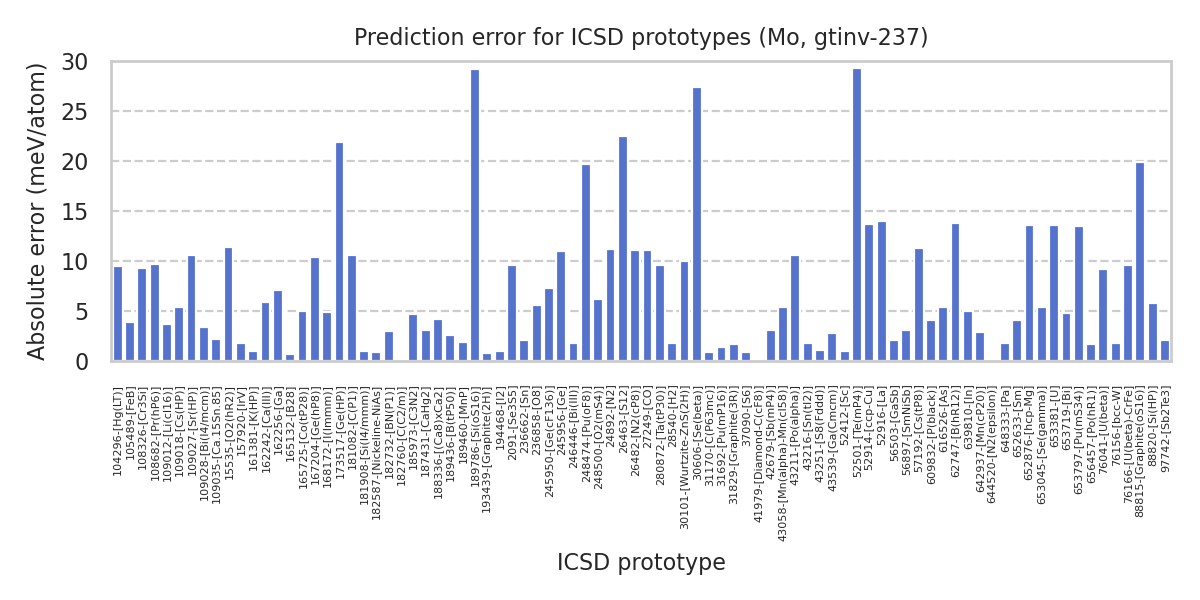 Prediction error for ICSD prototypes (Mo, gtinv-237)
Absolute error (meV/atom)
30
25
20
15
10
5
0
104296-[Hg(LT)]
105489-[FeB]
108326-[Cr3Si]
108682-[Pr(hP6)]
109012-[Li(cI16)]
109018-[Cs(HP)]
109027-[Sr(HP)]
109028-[Bi(I4/mcm)]
109035-[Ca.15Sn.85]
15535-[O2(hR2)]
157920-[IrV]
161381-[K(HP)]
162242-[Ca(III)]
162256-[Ga]
165132-[B28]
165725-[Co(tP28)]
167204-[Ge(hP8)]
168172-[I(Immm)]
173517-[Ge(HP)]
181082-[C(P1)]
181908-[Si(I4/mmm)]
182587-[Nickeline-NiAs]
182732-[BN(P1)]
182760-[C(C2/m)]
185973-[C3N2]
187431-[CaHg2]
188336-[(Ca8)xCa2]
189436-[B(tP50)]
189460-[MnP]
189786-[Si(oS16)]
193439-[Graphite(2H)]
194468-[I2]
2091-[Se3S5]
236662-[Sn]
236858-[O8]
245950-[Ge(cF136)]
245956-[Ge]
246446-[Bi(III)]
248474-[Pu(oF8)]
248500-[O2(mS4)]
24892-[N2]
26463-[S12]
26482-[N2(cP8)]
27249-[CO]
280872-[Ta(tP30)]
28540-[H2]
30101-[Wurtzite-ZnS(2H)]
30606-[Se(beta)]
31170-[C(P63mc)]
31692-[Pu(mP16)]
31829-[Graphite(3R)]
37090-[S6]
41979-[Diamond-C(cF8)]
42679-[Sb(mP4)]
43058-[Mn(alpha)-Mn(cI58)]
43211-[Po(alpha)]
43216-[Sn(tI2)]
43251-[S8(Fddd)]
43539-[Ga(Cmcm)]
52412-[Sc]
52501-[Te(mP4)]
52914-[fcc-Cu]
52916-[La]
56503-[GaSb]
56897-[SmNiSb]
57192-[Cs(tP8)]
609832-[P(black)]
616526-[As]
62747-[B(hR12)]
639810-[In]
642937-[Mn(cP20)]
644520-[N2(epsilon)]
648333-[Pa]
652633-[Sm]
652876-[hcp-Mg]
653045-[Se(gamma)]
653381-[U]
653719-[Bi]
653797-[Pu(mS34)]
656457-[Po(hR1)]
76041-[U(beta)]
76156-[bcc-W]
76166-[U(beta)-CrFe]
88815-[Graphite(oS16)]
88820-[Si(HP)]
97742-[Sb2Te3]
ICSD prototype